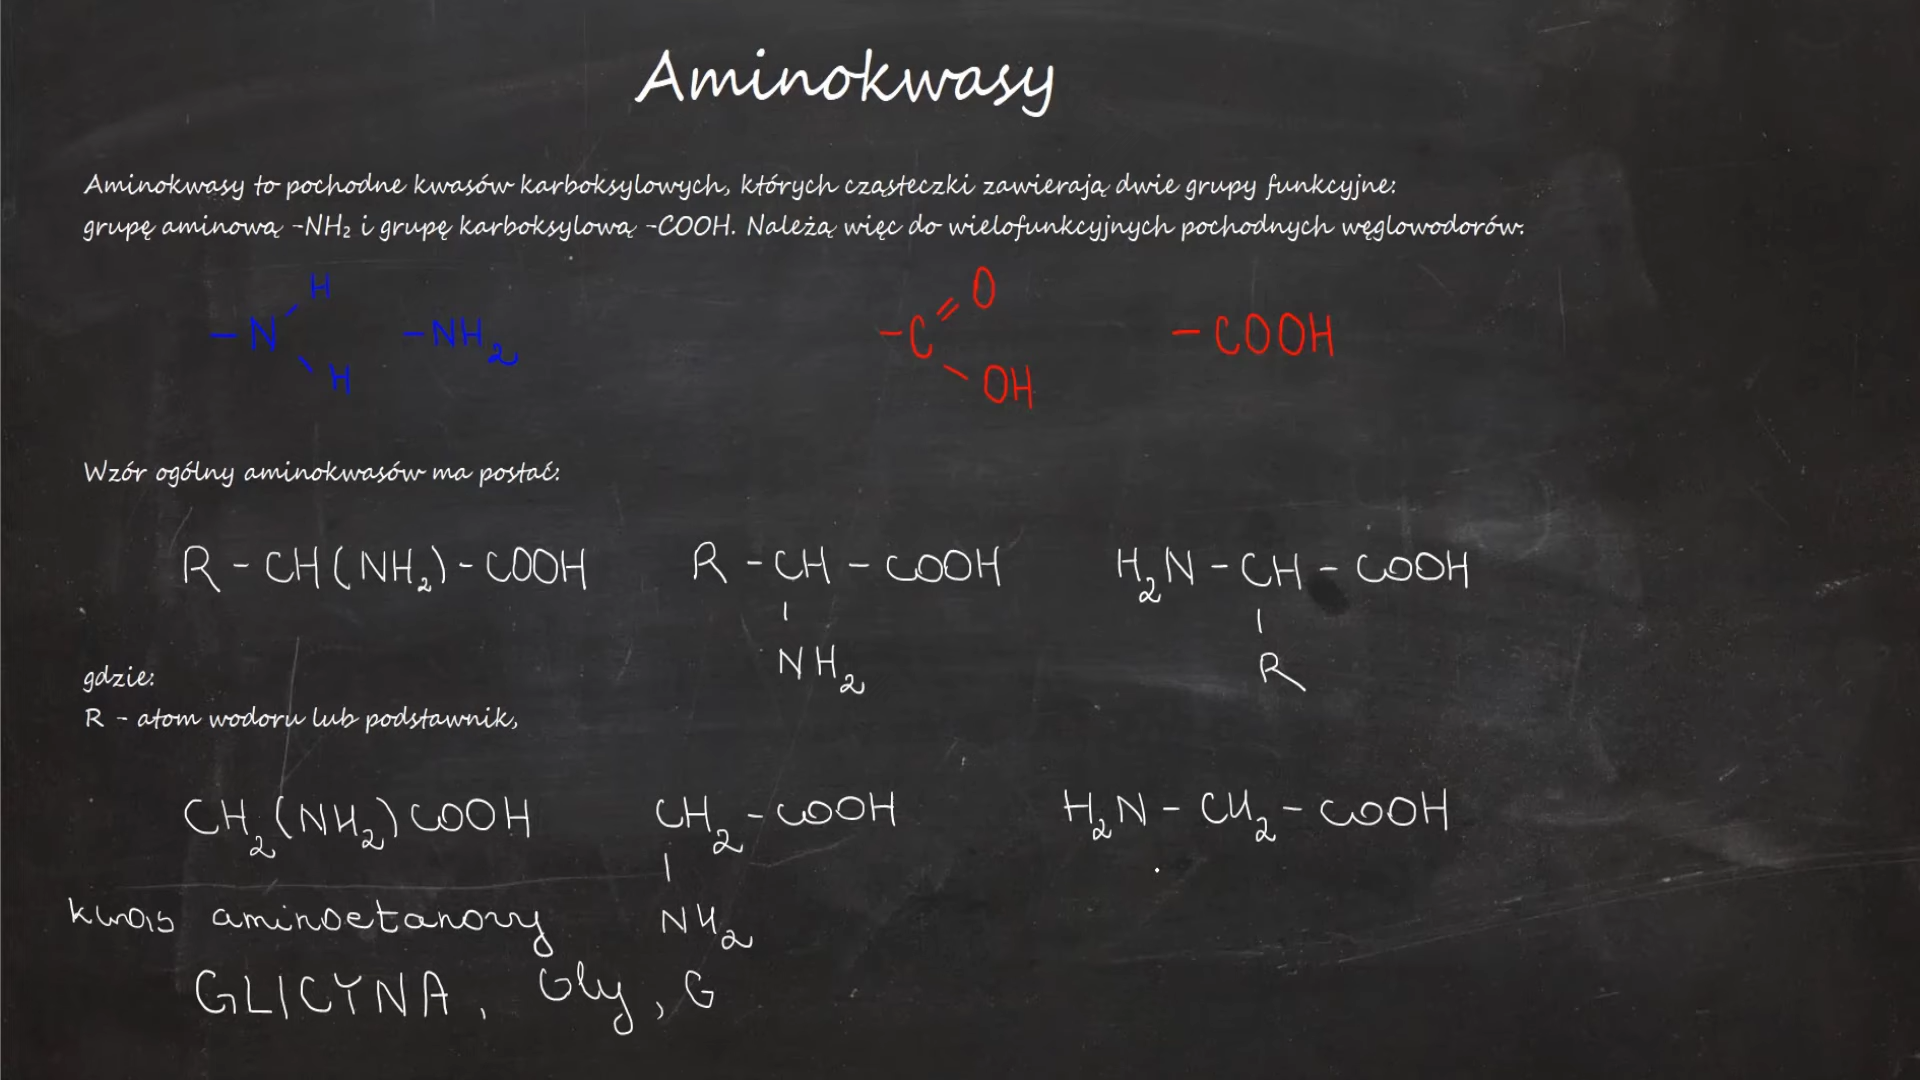 Aminokwasy
Aminokwasy to pochodne kwasów karboksylowych, których cząsteczki zawierają dwie grupy funkcyjne:
grupę aminową -NH₂ i grupę karboksylową -COOH. Należą więc do wielofunkcyjnych pochodnych węglowodorów.
H
O
-N -NH₂ -C - COOH
H
OH
Wzór ogólny aminokwasów ma postać:
R - CH(NH₂) - COOH R - CH - COOH H₂N - CH - COOH
NH₂ R
gdzie:
R - atom wodoru lub podstawnik,
CH₂(NH₂)COOH CH₂ - COOH H₂N - CH₂ - COOH
kwas aminoetanowy NH₂
GLICYNA, Gly, G